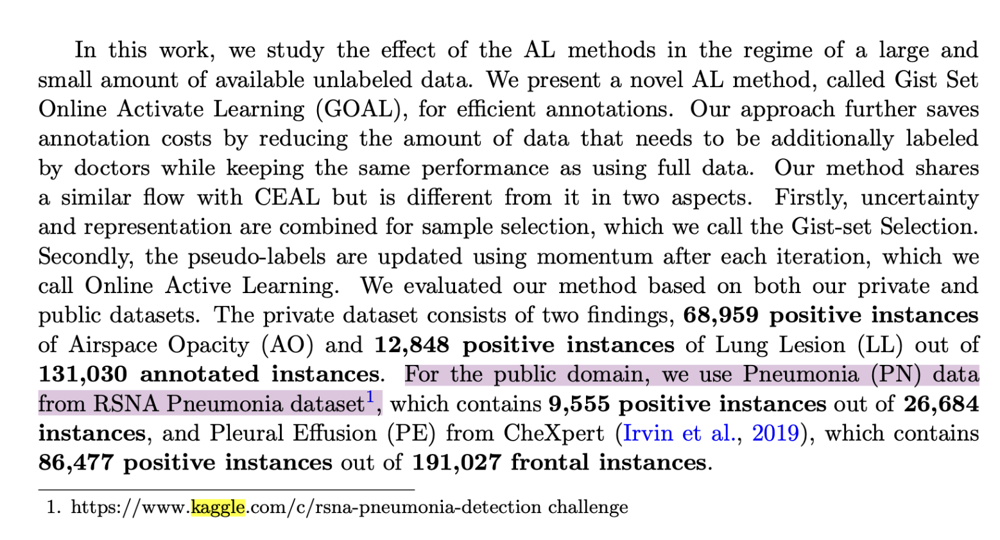 In this work, we study the effect of the AL methods in the regime of a large and
small amount of available unlabeled data. We present a novel AL method, called Gist Set
Online Activate Learning (GOAL), for efficient annotations. Our approach further saves
annotation costs by reducing the amount of data that needs to be additionally labeled
by doctors while keeping the same performance as using full data. Our method shares
a similar flow with CEAL but is different from it in two aspects. Firstly, uncertainty
and representation are combined for sample selection, which we call the Gist-set Selection.
Secondly, the pseudo-labels are updated using momentum after each iteration, which we
call Online Active Learning. We evaluated our method based on both our private and
public datasets. The private dataset consists of two findings, 68,959 positive instances
of Airspace Opacity (AO) and 12,848 positive instances of Lung Lesion (LL) out of
131,030 annotated instances. For the public domain, we use Pneumonia (PN) data
from RSNA Pneumonia dataset1, which contains 9,555 positive instances out of 26,684
instances, and Pleural Effusion (PE) from CheXpert (Irvin et al., 2019), which contains
86,477 positive instances out of 191,027 frontal instances.
1. https://www.kaggle.com/c/rsna-pneumonia-detection challenge